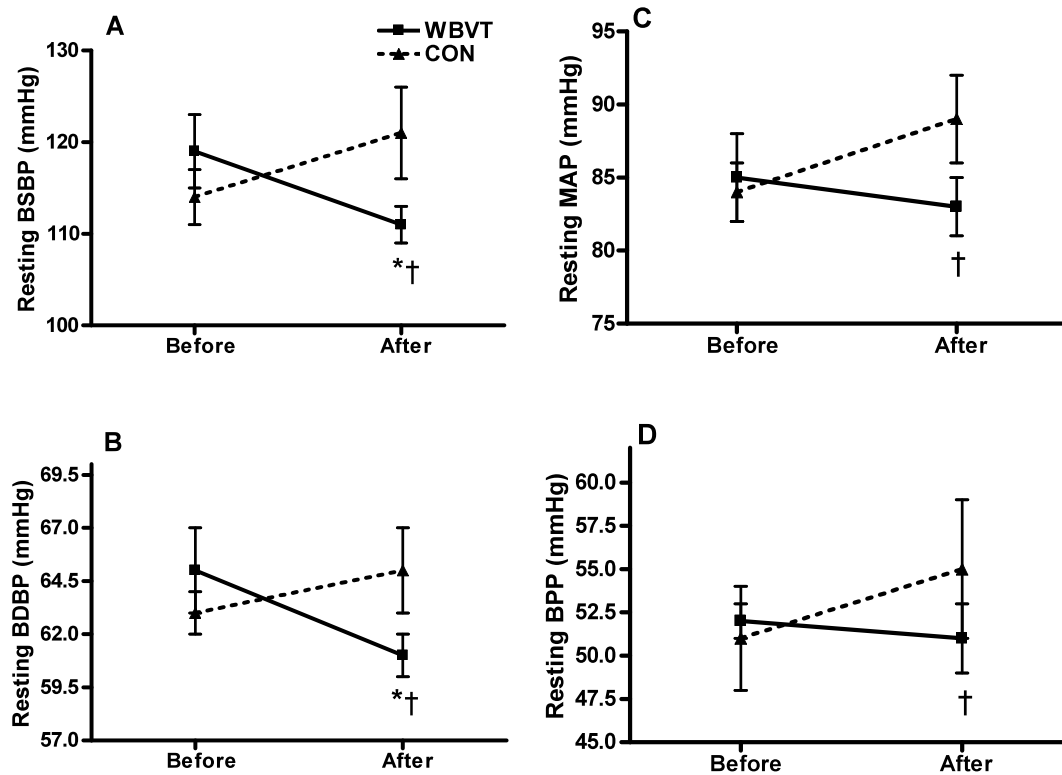 A
WBVT
CON
Resting BSBP (mmHg)
130
120
110
100
*†
Before After
C
Resting MAP (mmHg)
95
90
85
80
75
†
Before After
B
Resting BDBP (mmHg)
69.5
67.0
64.5
62.0
59.5
57.0
*†
Before After
D
Resting BPP (mmHg)
60.0
57.5
55.0
52.5
50.0
47.5
45.0
†
Before After